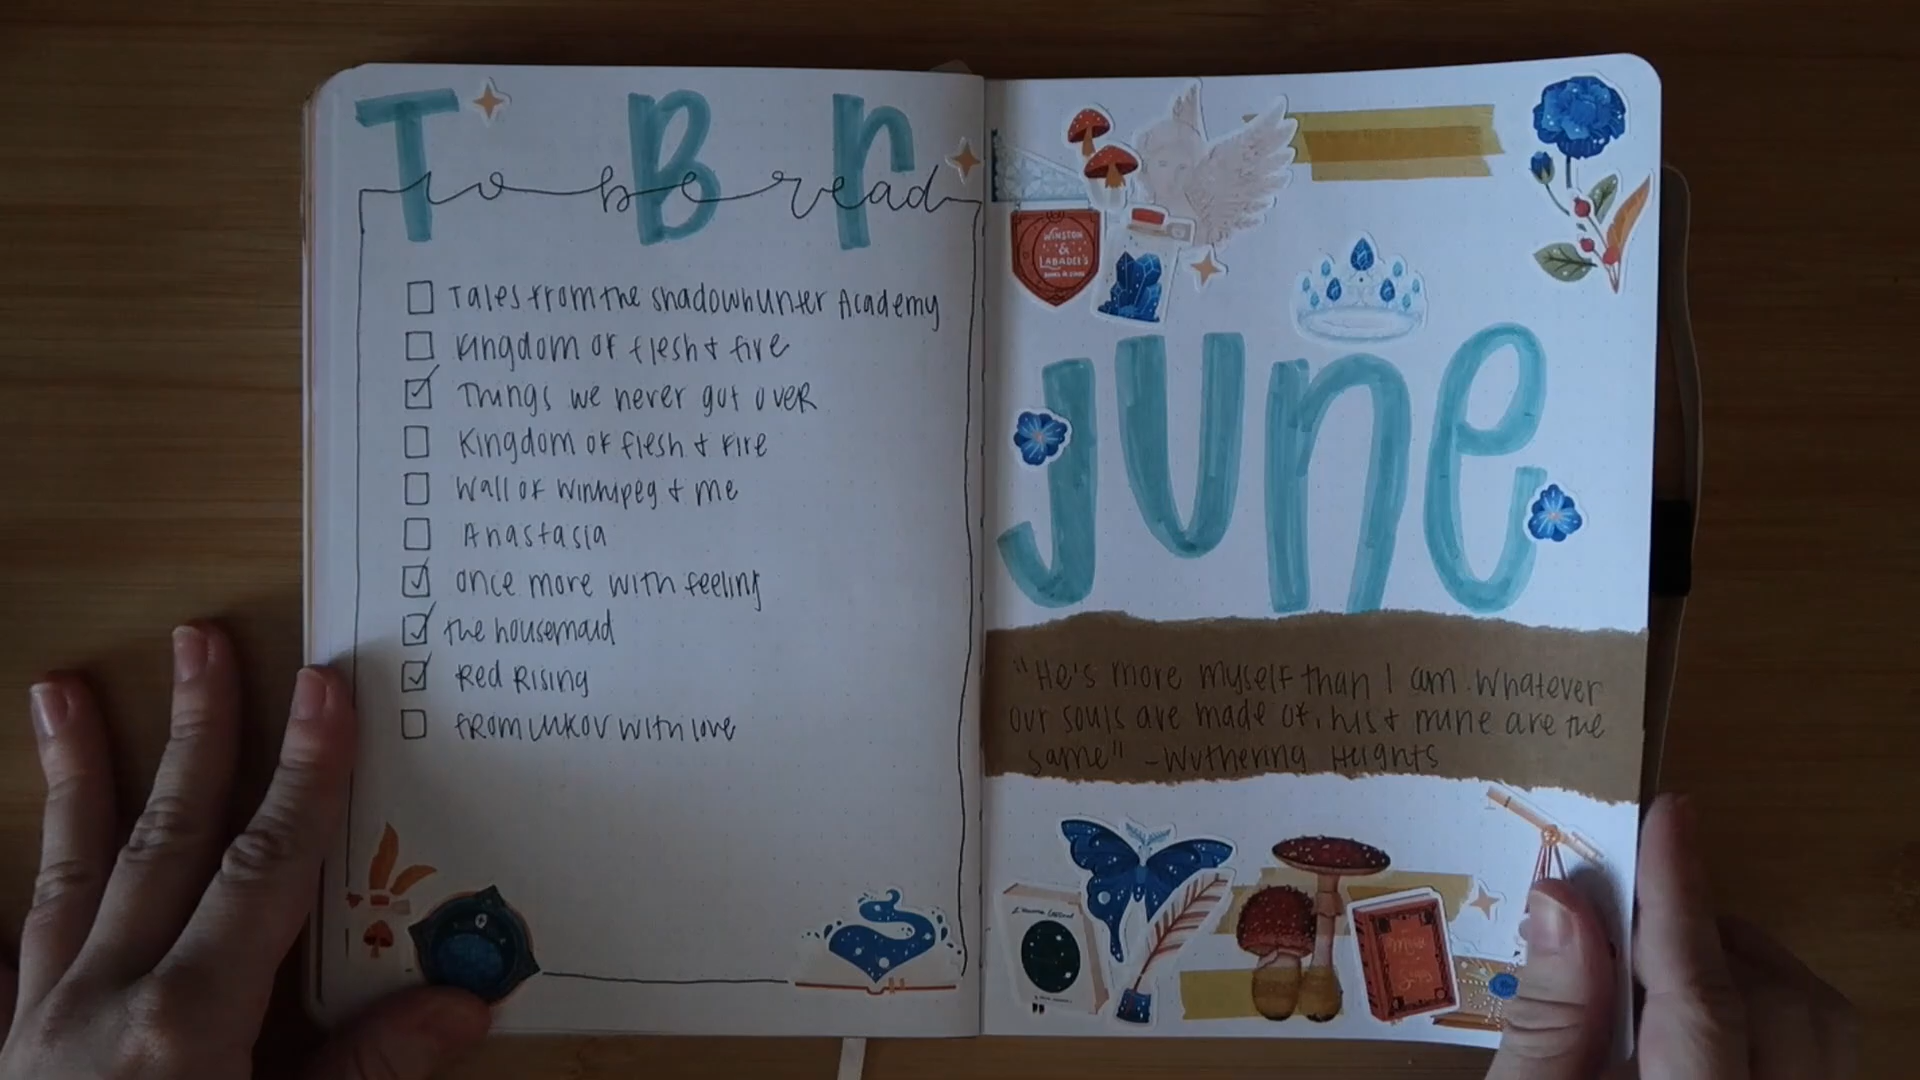 TBr
to be read
Tales from the shadowhunter Academy
Kingdom of flesh & fire
Things we never got over
Kingdom of flesh & Fire
Wall of Winnipeg & me
Anastasia
once more with feeling
the housemaid
Red Rising
from Lukov with love
WINSTON
&
LABADEL'S
June
"He's more myself than I am. Whatever
our souls are made of, his & mine are the
same" - Wuthering Heights